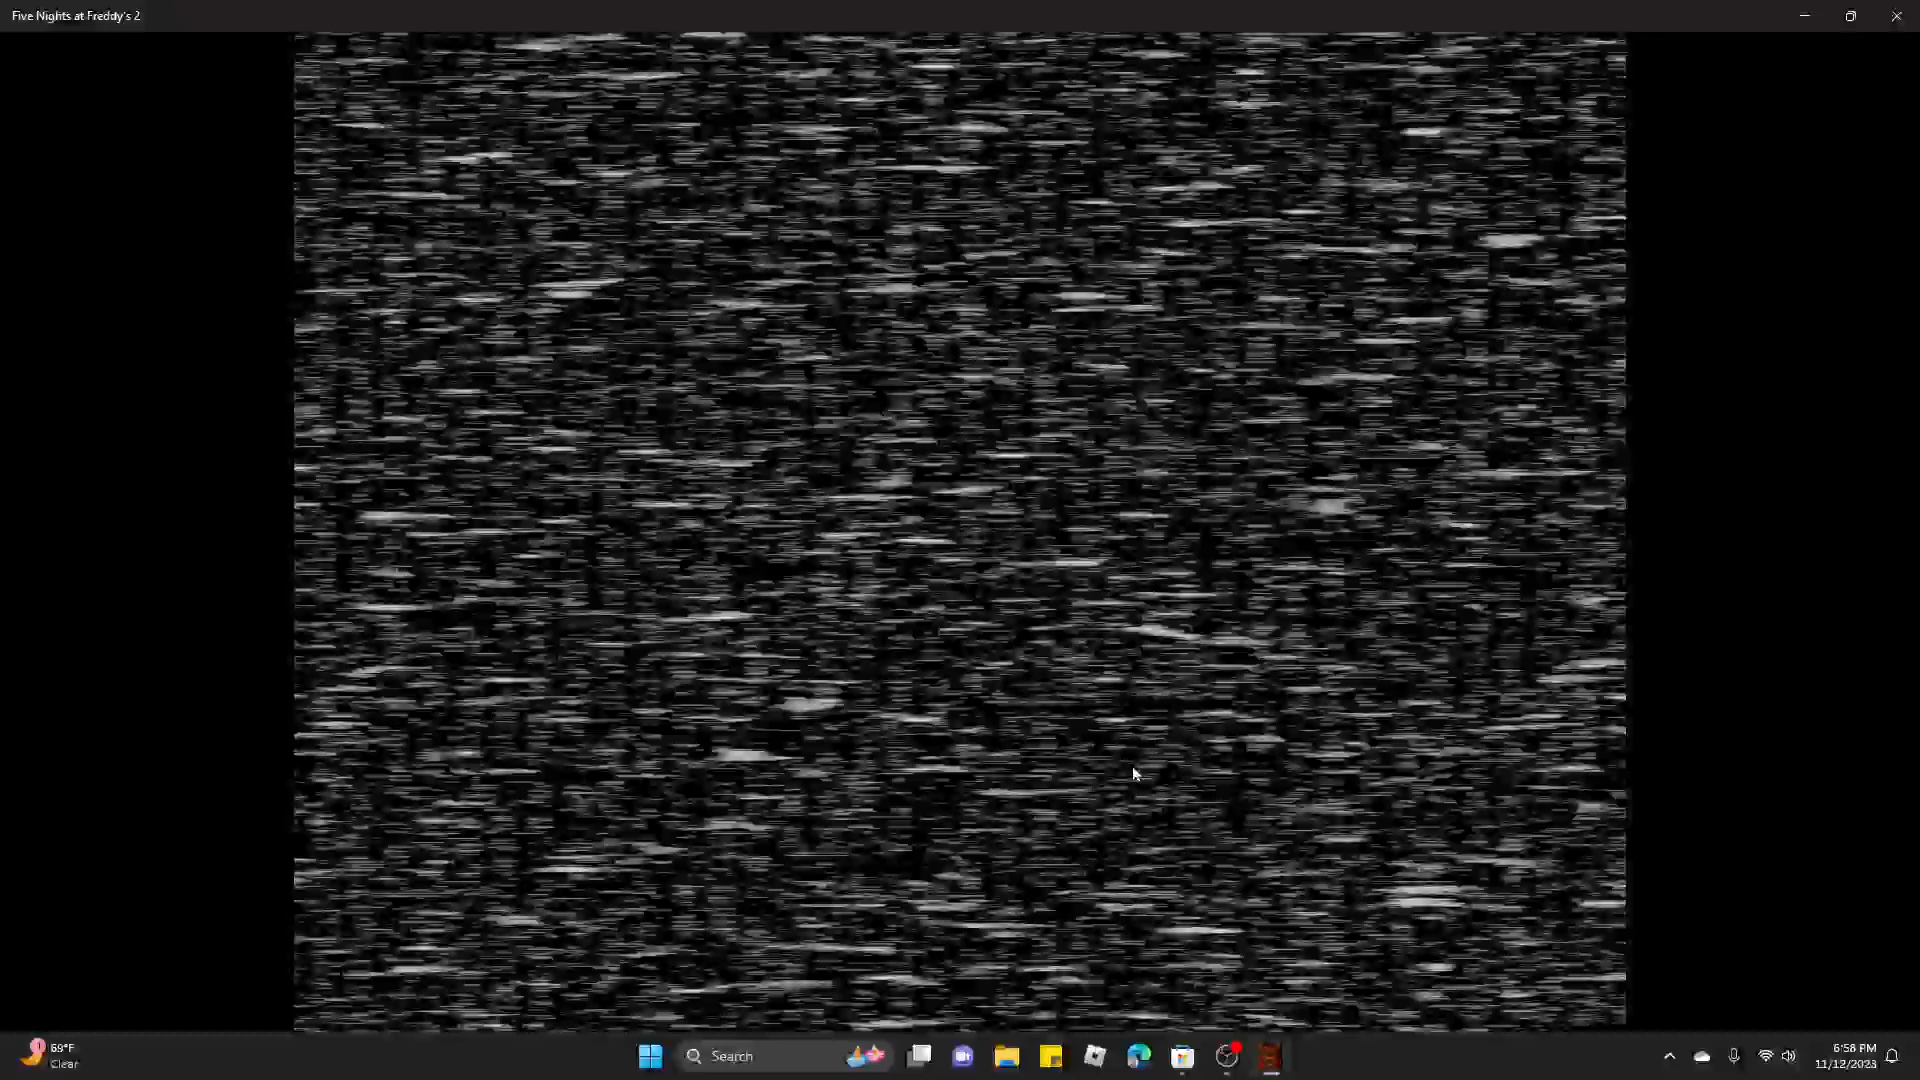 Five Nights at Freddy's 2
69°F
Clear
Search
6:58 PM
11/12/2023